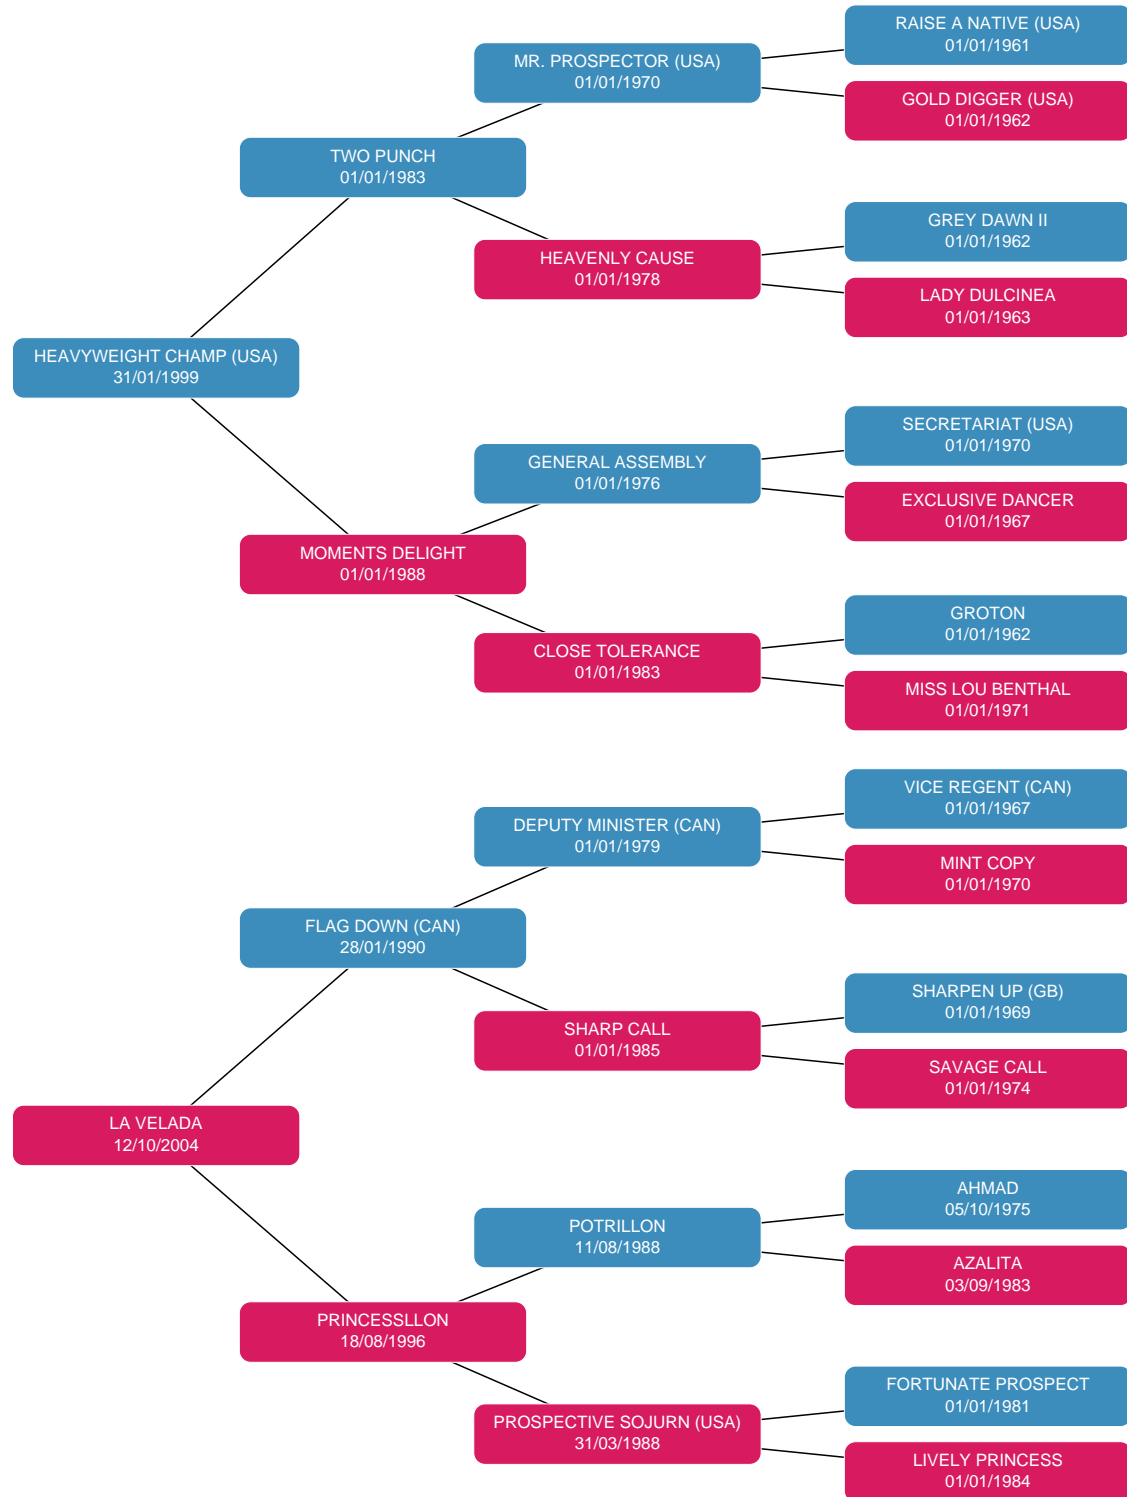 RAISE A NATIVE (USA)
01/01/1961
MR. PROSPECTOR (USA)
01/01/1970
GOLD DIGGER (USA)
01/01/1962
TWO PUNCH
01/01/1983
GREY DAWN II
01/01/1962
HEAVENLY CAUSE
01/01/1978
LADY DULCINEA
01/01/1963
HEAVYWEIGHT CHAMP (USA)
31/01/1999
SECRETARIAT (USA)
01/01/1970
GENERAL ASSEMBLY
01/01/1976
EXCLUSIVE DANCER
01/01/1967
MOMENTS DELIGHT
01/01/1988
GROTON
01/01/1962
CLOSE TOLERANCE
01/01/1983
MISS LOU BENTHAL
01/01/1971
VICE REGENT (CAN)
01/01/1967
DEPUTY MINISTER (CAN)
01/01/1979
MINT COPY
01/01/1970
FLAG DOWN (CAN)
28/01/1990
SHARPEN UP (GB)
01/01/1969
SHARP CALL
01/01/1985
SAVAGE CALL
01/01/1974
LA VELADA
12/10/2004
AHMAD
05/10/1975
POTRILLON
11/08/1988
AZALITA
03/09/1983
PRINCESSLLON
18/08/1996
FORTUNATE PROSPECT
01/01/1981
PROSPECTIVE SOJURN (USA)
31/03/1988
LIVELY PRINCESS
01/01/1984